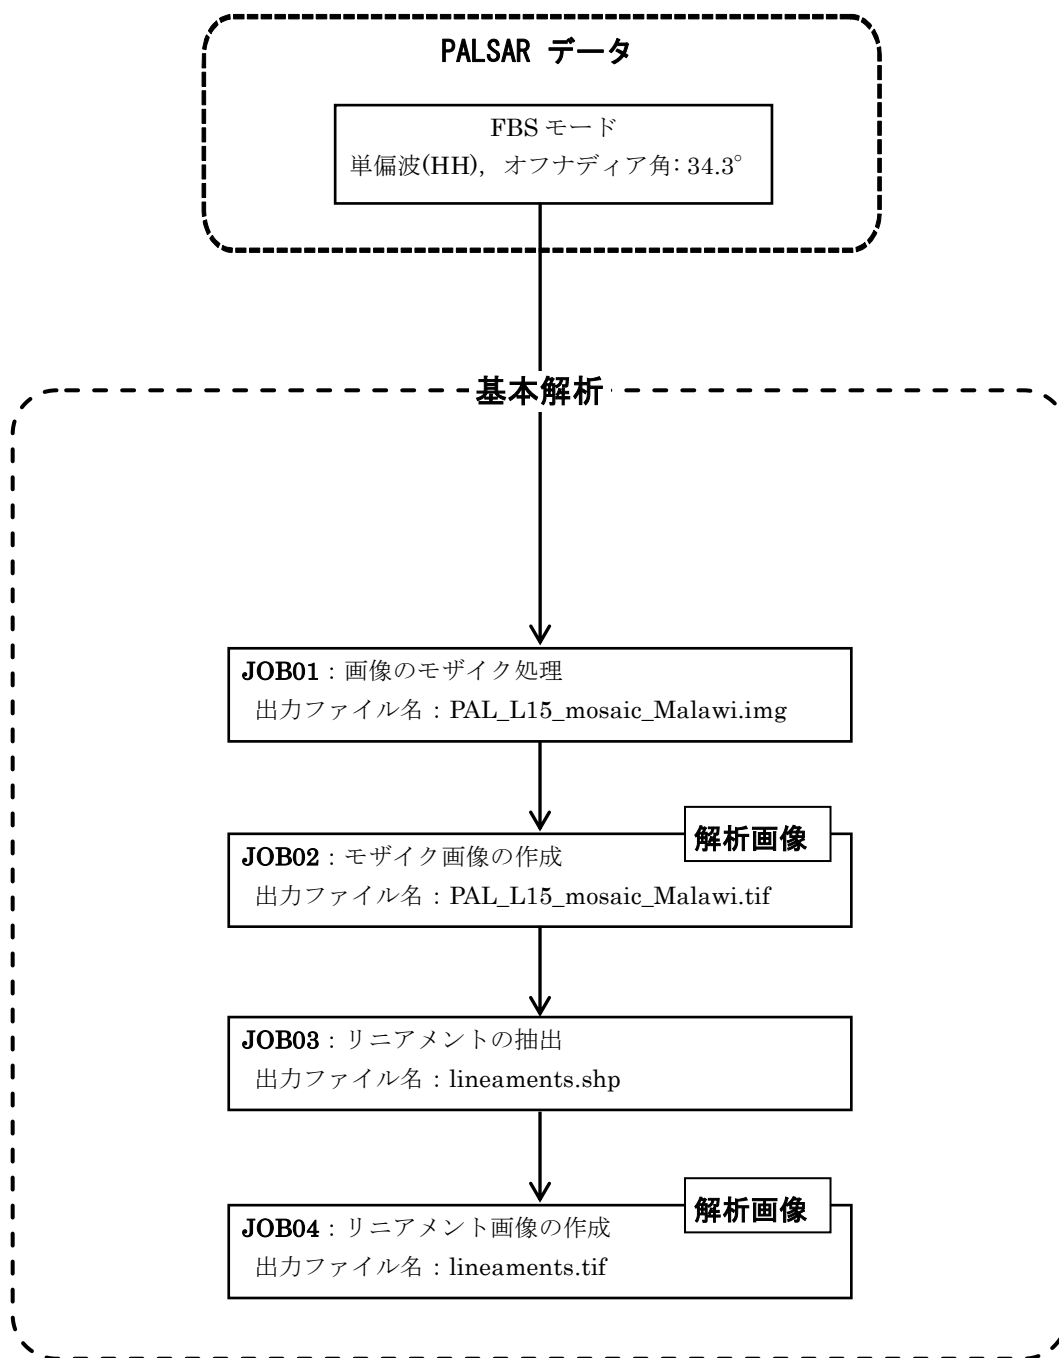 PALSAR データ
FBS モード
単偏波(HH), オフナディア角: 34.3°
基本解析
JOB01：画像のモザイク処理
出力ファイル名：PAL_L15_mosaic_Malawi.img
解析画像
JOB02：モザイク画像の作成
出力ファイル名：PAL_L15_mosaic_Malawi.tif
JOB03：リニアメントの抽出
出力ファイル名：lineaments.shp
解析画像
JOB04：リニアメント画像の作成
出力ファイル名：lineaments.tif